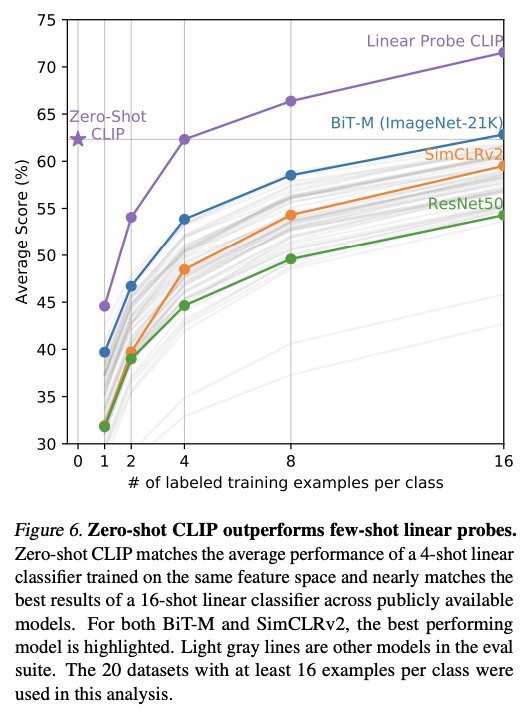 75
70
65
60
55
50
45
40
35
30
Average Score (%)
Linear Probe CLIP
Zero-Shot
CLIP
BiT-M (ImageNet-21K)
SimCLRv2
ResNet50
0 1 2 4 8 16
# of labeled training examples per class
Figure 6. Zero-shot CLIP outperforms few-shot linear probes.
Zero-shot CLIP matches the average performance of a 4-shot linear
classifier trained on the same feature space and nearly matches the
best results of a 16-shot linear classifier across publicly available
models. For both BiT-M and SimCLRv2, the best performing
model is highlighted. Light gray lines are other models in the eval
suite. The 20 datasets with at least 16 examples per class were
used in this analysis.